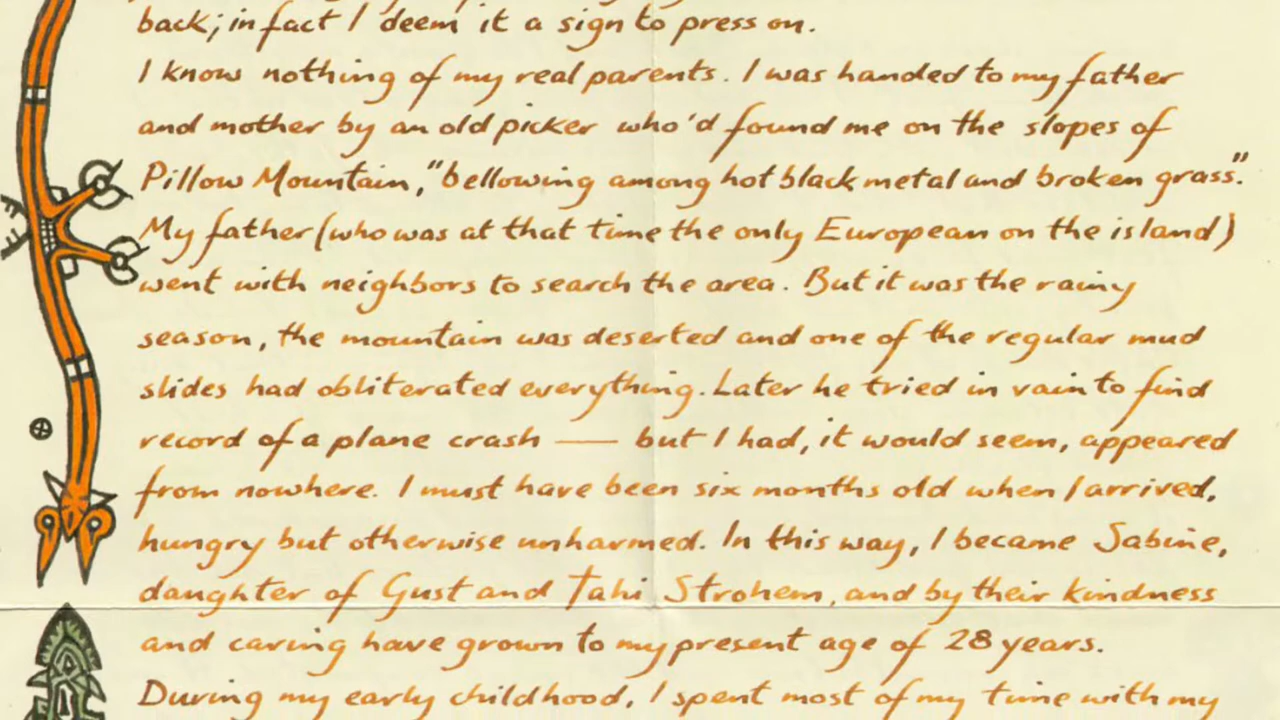 back; in fact I deem it a sign to press on.
I know nothing of my real parents. I was handed to my father
and mother by an old picker who'd found me on the slopes of
Pillow Mountain, "bellowing among hot black metal and broken grass."
My father (who was at that time the only European on the island)
went with neighbors to search the area. But it was the rainy
season, the mountain was deserted and one of the regular mud
slides had obliterated everything. Later he tried in vain to find
record of a plane crash — but I had, it would seem, appeared
from nowhere. I must have been six months old when I arrived,
hungry but otherwise unharmed. In this way, I became Sabine,
daughter of Gust and Tahi Strohem, and by their kindness
and caring have grown to my present age of 28 years.
During my early childhood, I spent most of my time with my